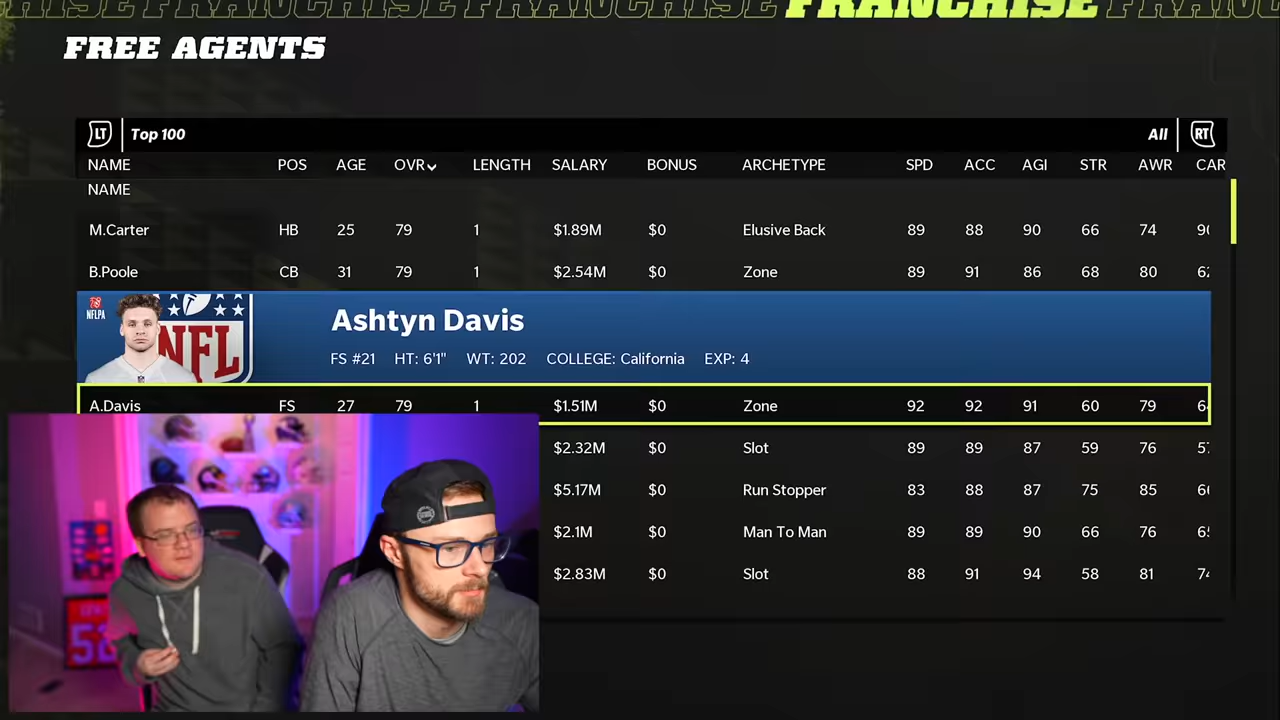 FRANCHISE FRANCHISE FRANCHISE FRANCHISE
FREE AGENTS
LT Top 100 All RT
NAME POS AGE OVR LENGTH SALARY BONUS ARCHETYPE SPD ACC AGI STR AWR CAR
NAME
M.Carter HB 25 79 1 $1.89M $0 Elusive Back 89 88 90 66 74
B.Poole CB 31 79 1 $2.54M $0 Zone 89 91 86 68 80
NFLPA
NFL
Ashtyn Davis
FS #21 HT: 6'1" WT: 202 COLLEGE: California EXP: 4
A.Davis FS 27 79 1 $1.51M $0 Zone 92 92 91 60 79
$2.32M $0 Slot 89 89 87 59 76
$5.17M $0 Run Stopper 83 88 87 75 85
$2.1M $0 Man To Man 89 89 90 66 76
$2.83M $0 Slot 88 91 94 58 81